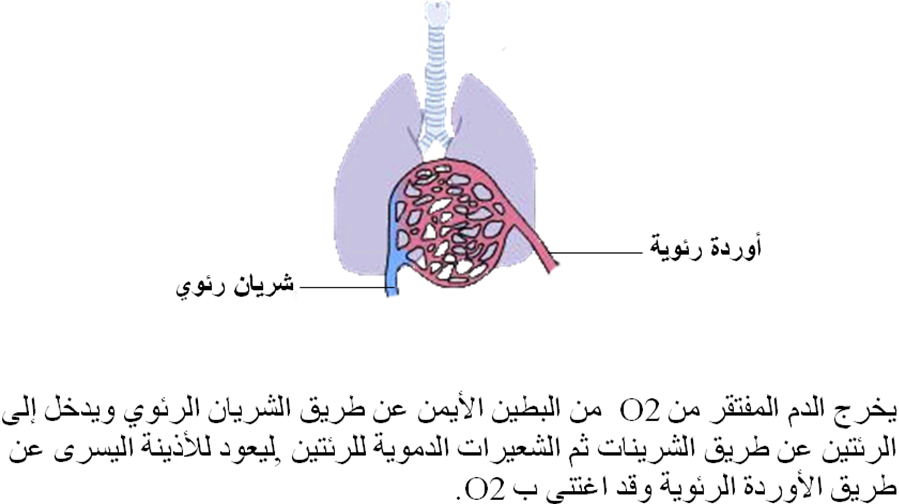 أوردة رئوية
شريان رئوي
يخرج الدم المفتقر من O2 من البطين الأيمن عن طريق الشريان الرئوي ويدخل إلى
الرئتين عن طريق الشرينات ثم الشعيرات الدموية للرئتين ,ليعود للأذينة اليسرى عن
طريق الأوردة الرئوية وقد اغتنى ب O2.